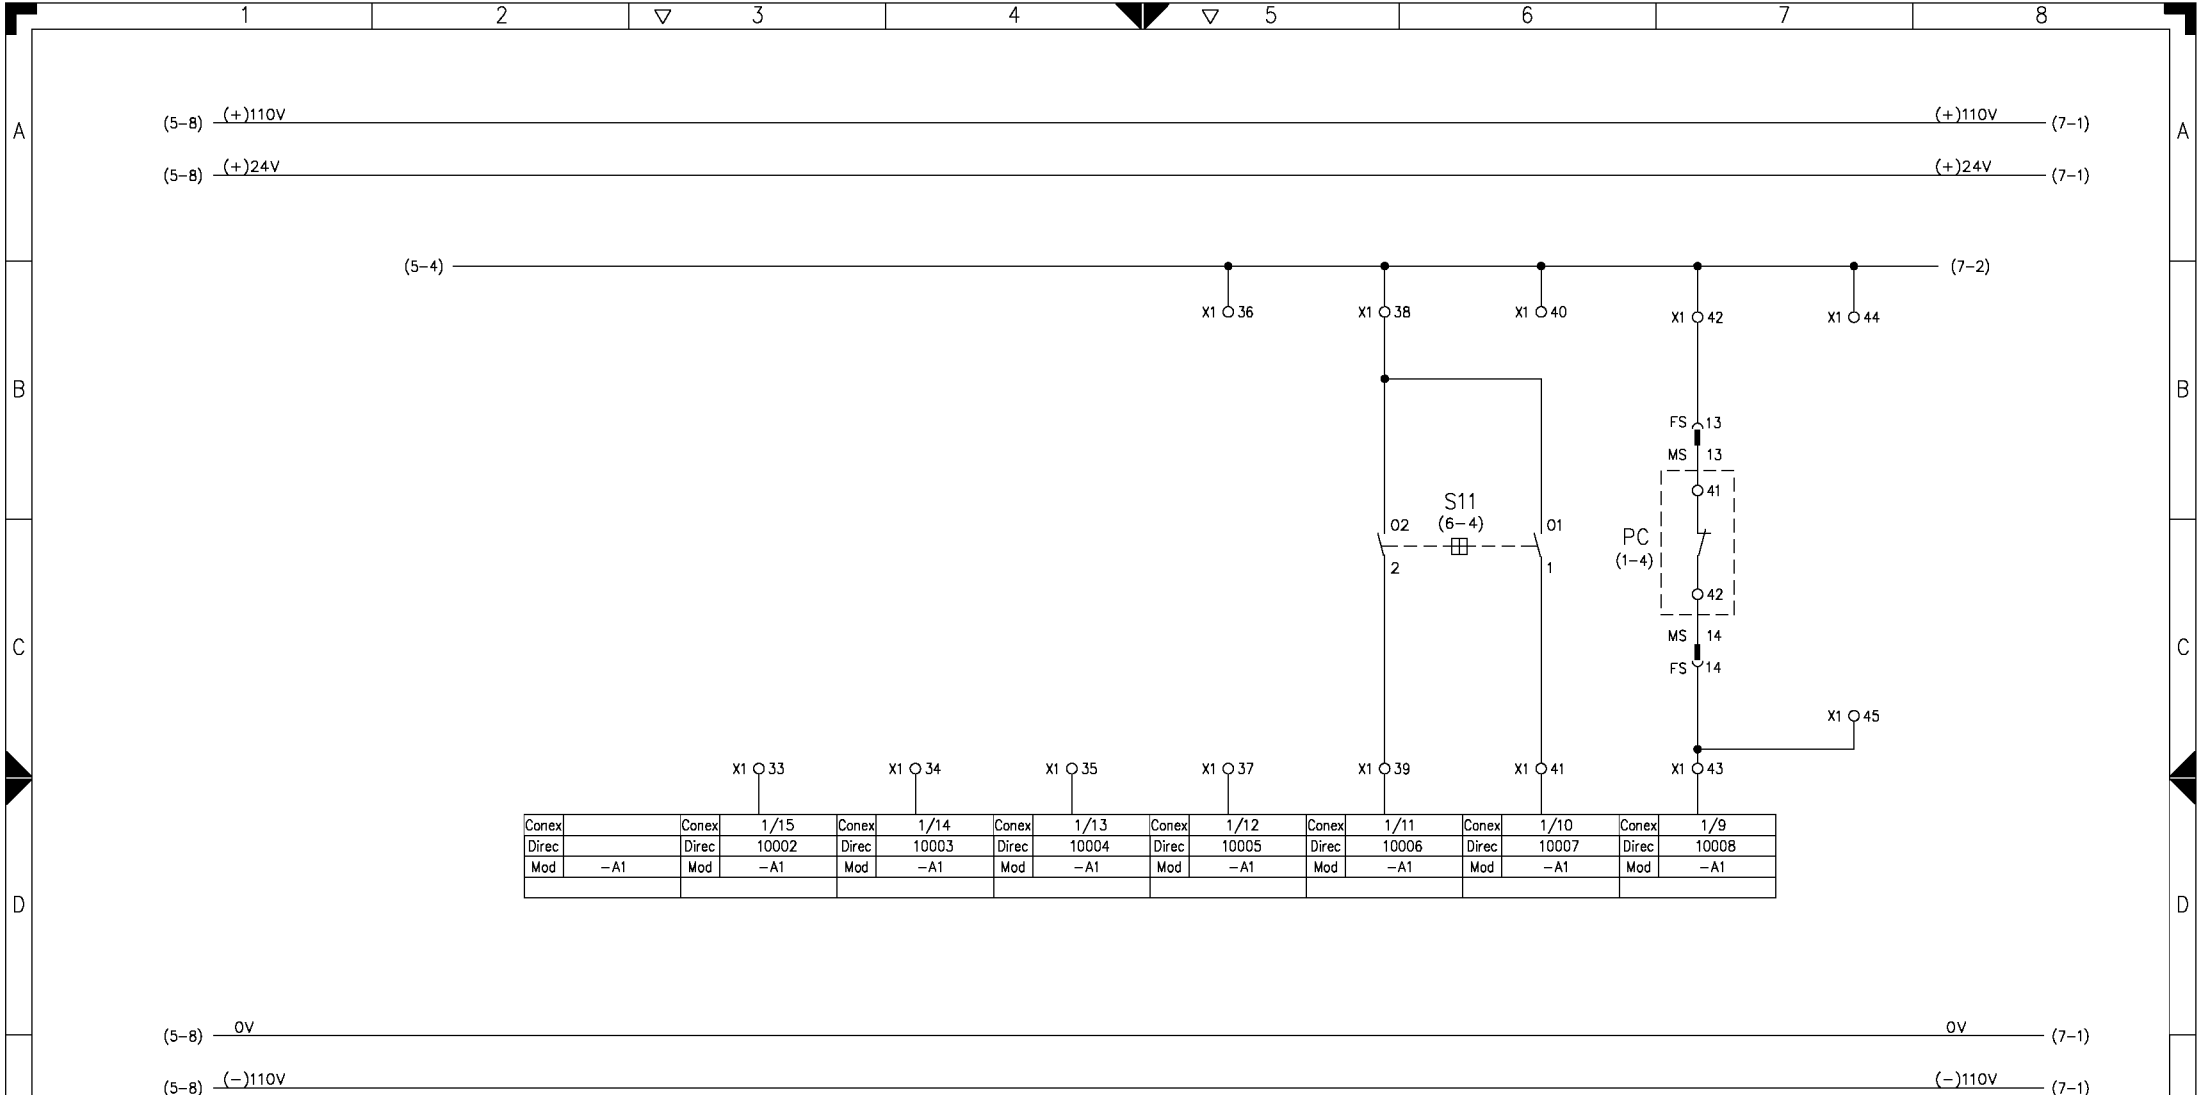 1 2 3 4 5 6 7 8
(+)110V (+)110V
A (5-8) (7-1) A
(+)24V (+)24V
(5-8) (7-1)
(5-4) (7-2)
X1 36 X1 38 X1 40 X1 42 X1 44
B B
FS 13
MS 13
41
S11
(6-4)
02 01
PC
(1-4)
2 1
42
MS 14
C C
FS 14
X1 45
X1 33 X1 34 X1 35 X1 37 X1 39 X1 41 X1 43
Conex Conex 1/15 Conex 1/14 Conex 1/13 Conex 1/12 Conex 1/11 Conex 1/10 Conex 1/9
Direc Direc 10002 Direc 10003 Direc 10004 Direc 10005 Direc 10006 Direc 10007 Direc 10008
Mod -A1 Mod -A1 Mod -A1 Mod -A1 Mod -A1 Mod -A1 Mod -A1 Mod -A1
D D
0V 0V
(5-8) (7-1)
(-)110V (-)110V
(5-8) (7-1)